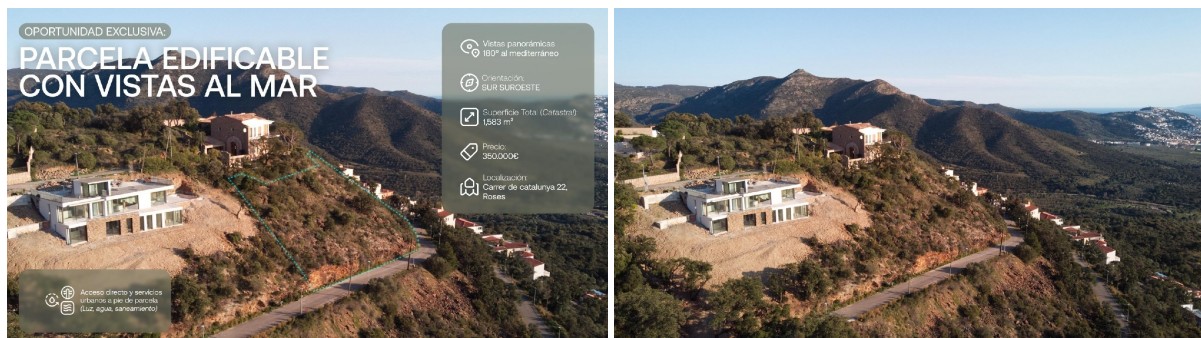 OPORTUNIDAD EXCLUSIVA:
PARCELA EDIFICABLE
CON VISTAS AL MAR
Vistas panorámicas
180º al mediterráneo
Orientación:
SUR SUROESTE
Superficie Total (Catastral)
1,583 m²
Precio:
350.000€
Localización:
Carrer de catalunya 22,
Roses
Acceso directo y servicios
urbanos a pie de parcela
(Luz, agua, saneamiento)